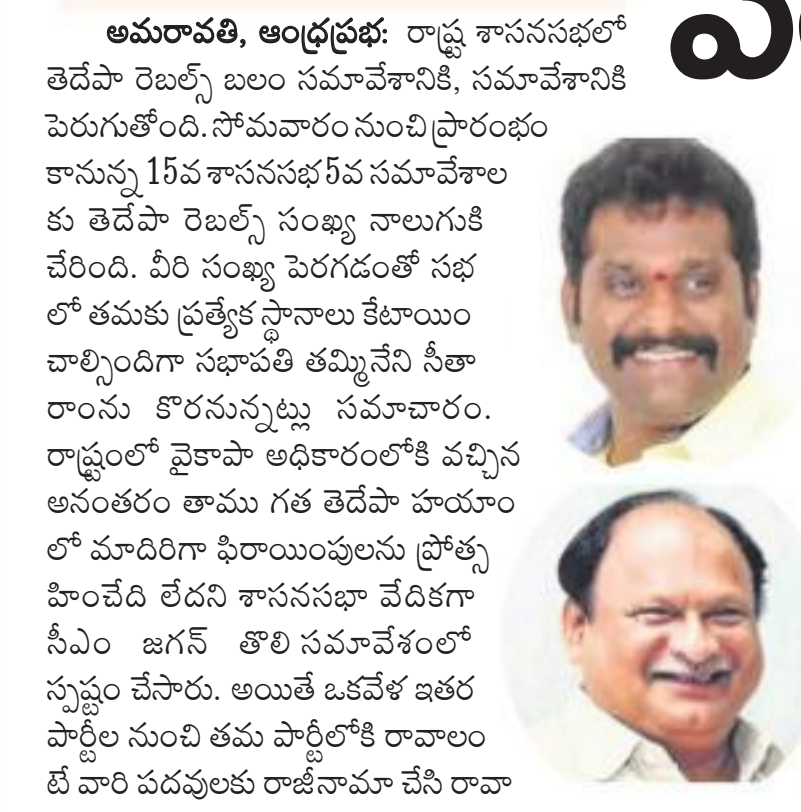 అమరావతి, ఆంధ్రప్రభ: రాష్ట్ర శాసనసభలో
తెదేపా రెబల్స్ బలం సమావేశానికి, సమావేశానికి
పెరుగుతోంది. సోమవారం నుంచి ప్రారంభం
కానున్న 15వ శాసనసభ 5వ సమావేశాల
కు తెదేపా రెబల్స్ సంఖ్య నాలుగుకి
చేరింది. వీరి సంఖ్య పెరగడంతో సభ
లో తమకు ప్రత్యేక స్థానాలు కేటాయిం
చాల్సిందిగా సభాపతి తమ్మినేని సీతా
రాంను కొరనున్నట్లు సమాచారం.
రాష్ట్రంలో వైకాపా అధికారంలోకి వచ్చిన
అనంతరం తాము గత తెదేపా హయాం
లో మాదిరిగా ఫిరాయింపులను ప్రోత్స
హించేది లేదని శాసనసభా వేదికగా
సీఎం జగన్ తొలి సమావేశంలో
స్పష్టం చేసారు. అయితే ఒకవేళ ఇతర
పార్టీల నుంచి తమ పార్టీలోకి రావాలం
టే వారి పదవులకు రాజీనామా చేసి రావా